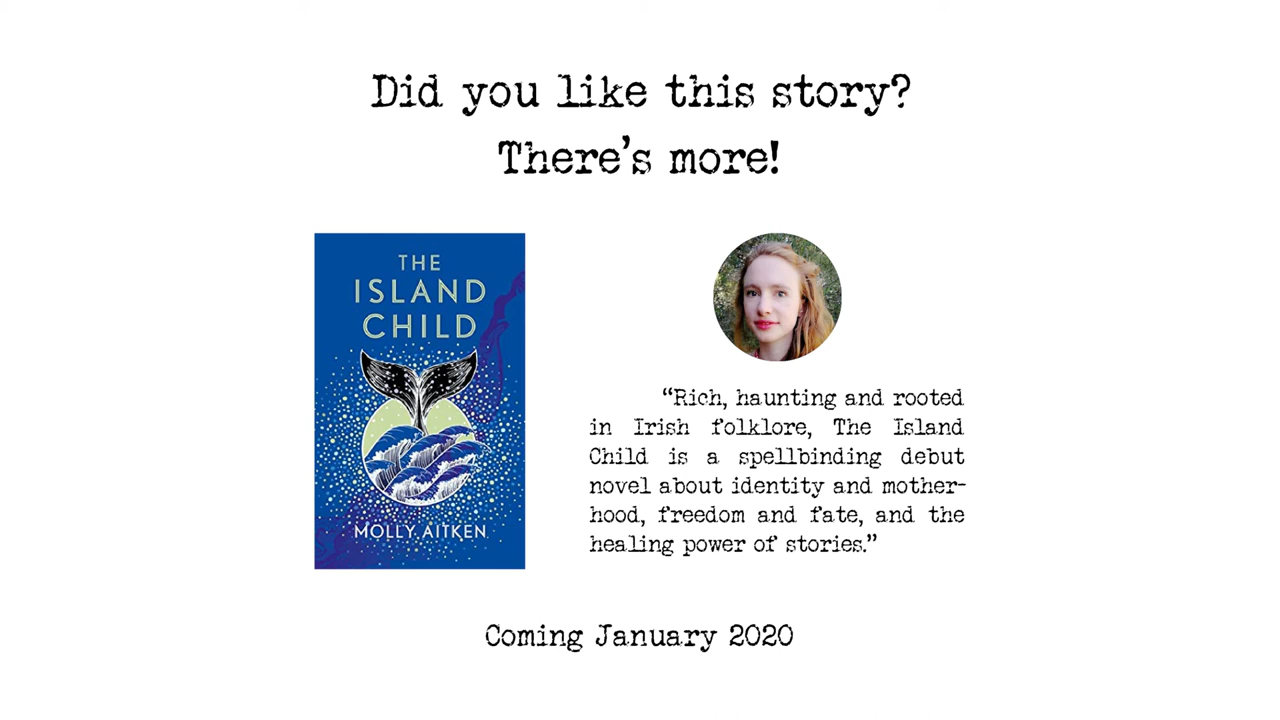 Did you like this story?
There's more!
THE
ISLAND
CHILD
MOLLY AITKEN
“Rich, haunting and rooted
in Irish folklore, The Island
Child is a spellbinding debut
novel about identity and mother-
hood, freedom and fate, and the
healing power of stories.”
Coming January 2020